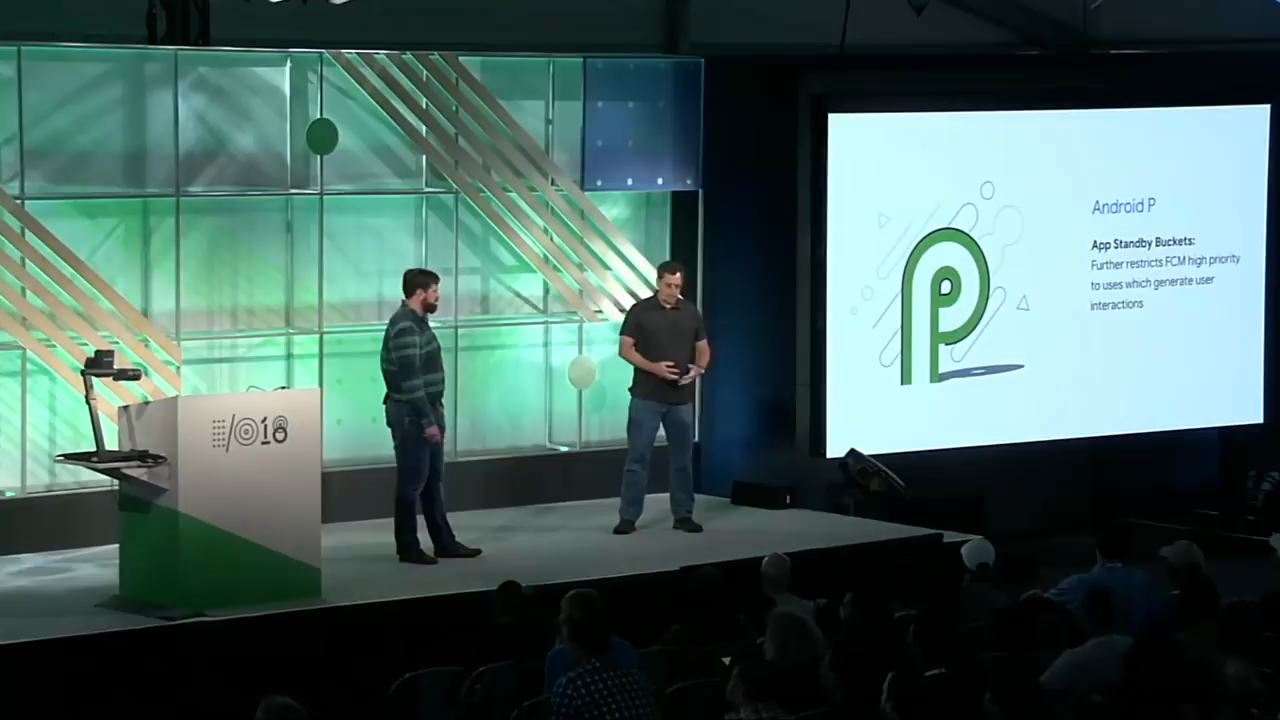 I/O18
Android P
App Standby Buckets:
Further restricts FCM high priority
to uses which generate user
interactions